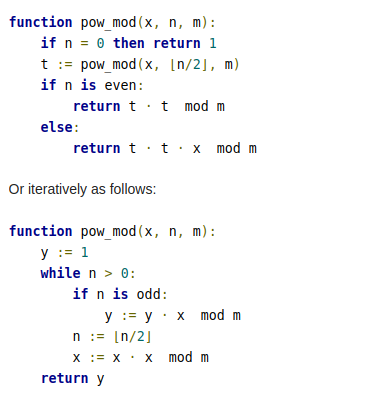 function pow_mod(x, n, m):
    if n = 0 then return 1
    t := pow_mod(x, ⌊n/2⌋, m)
    if n is even:
        return t · t  mod m
    else:
        return t · t · x  mod m
Or iteratively as follows:
function pow_mod(x, n, m):
    y := 1
    while n > 0:
        if n is odd:
            y := y · x  mod m
        n := ⌊n/2⌋
        x := x · x  mod m
    return y